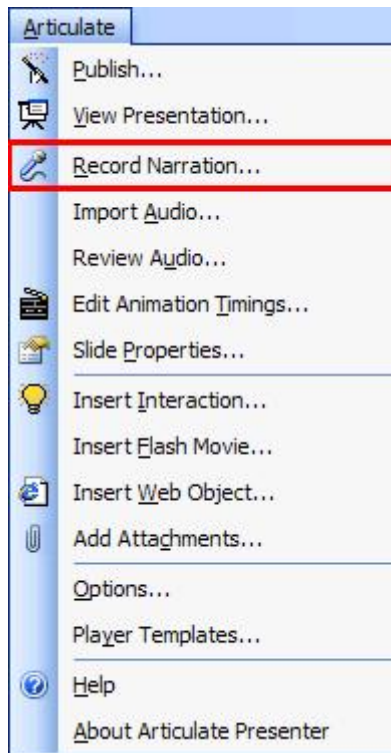 Articulate
Publish...
View Presentation...
Record Narration...
Import Audio...
Review Audio...
Edit Animation Timings...
Slide Properties...
Insert Interaction...
Insert Flash Movie...
Insert Web Object...
Add Attachments...
Options...
Player Templates...
Help
About Articulate Presenter